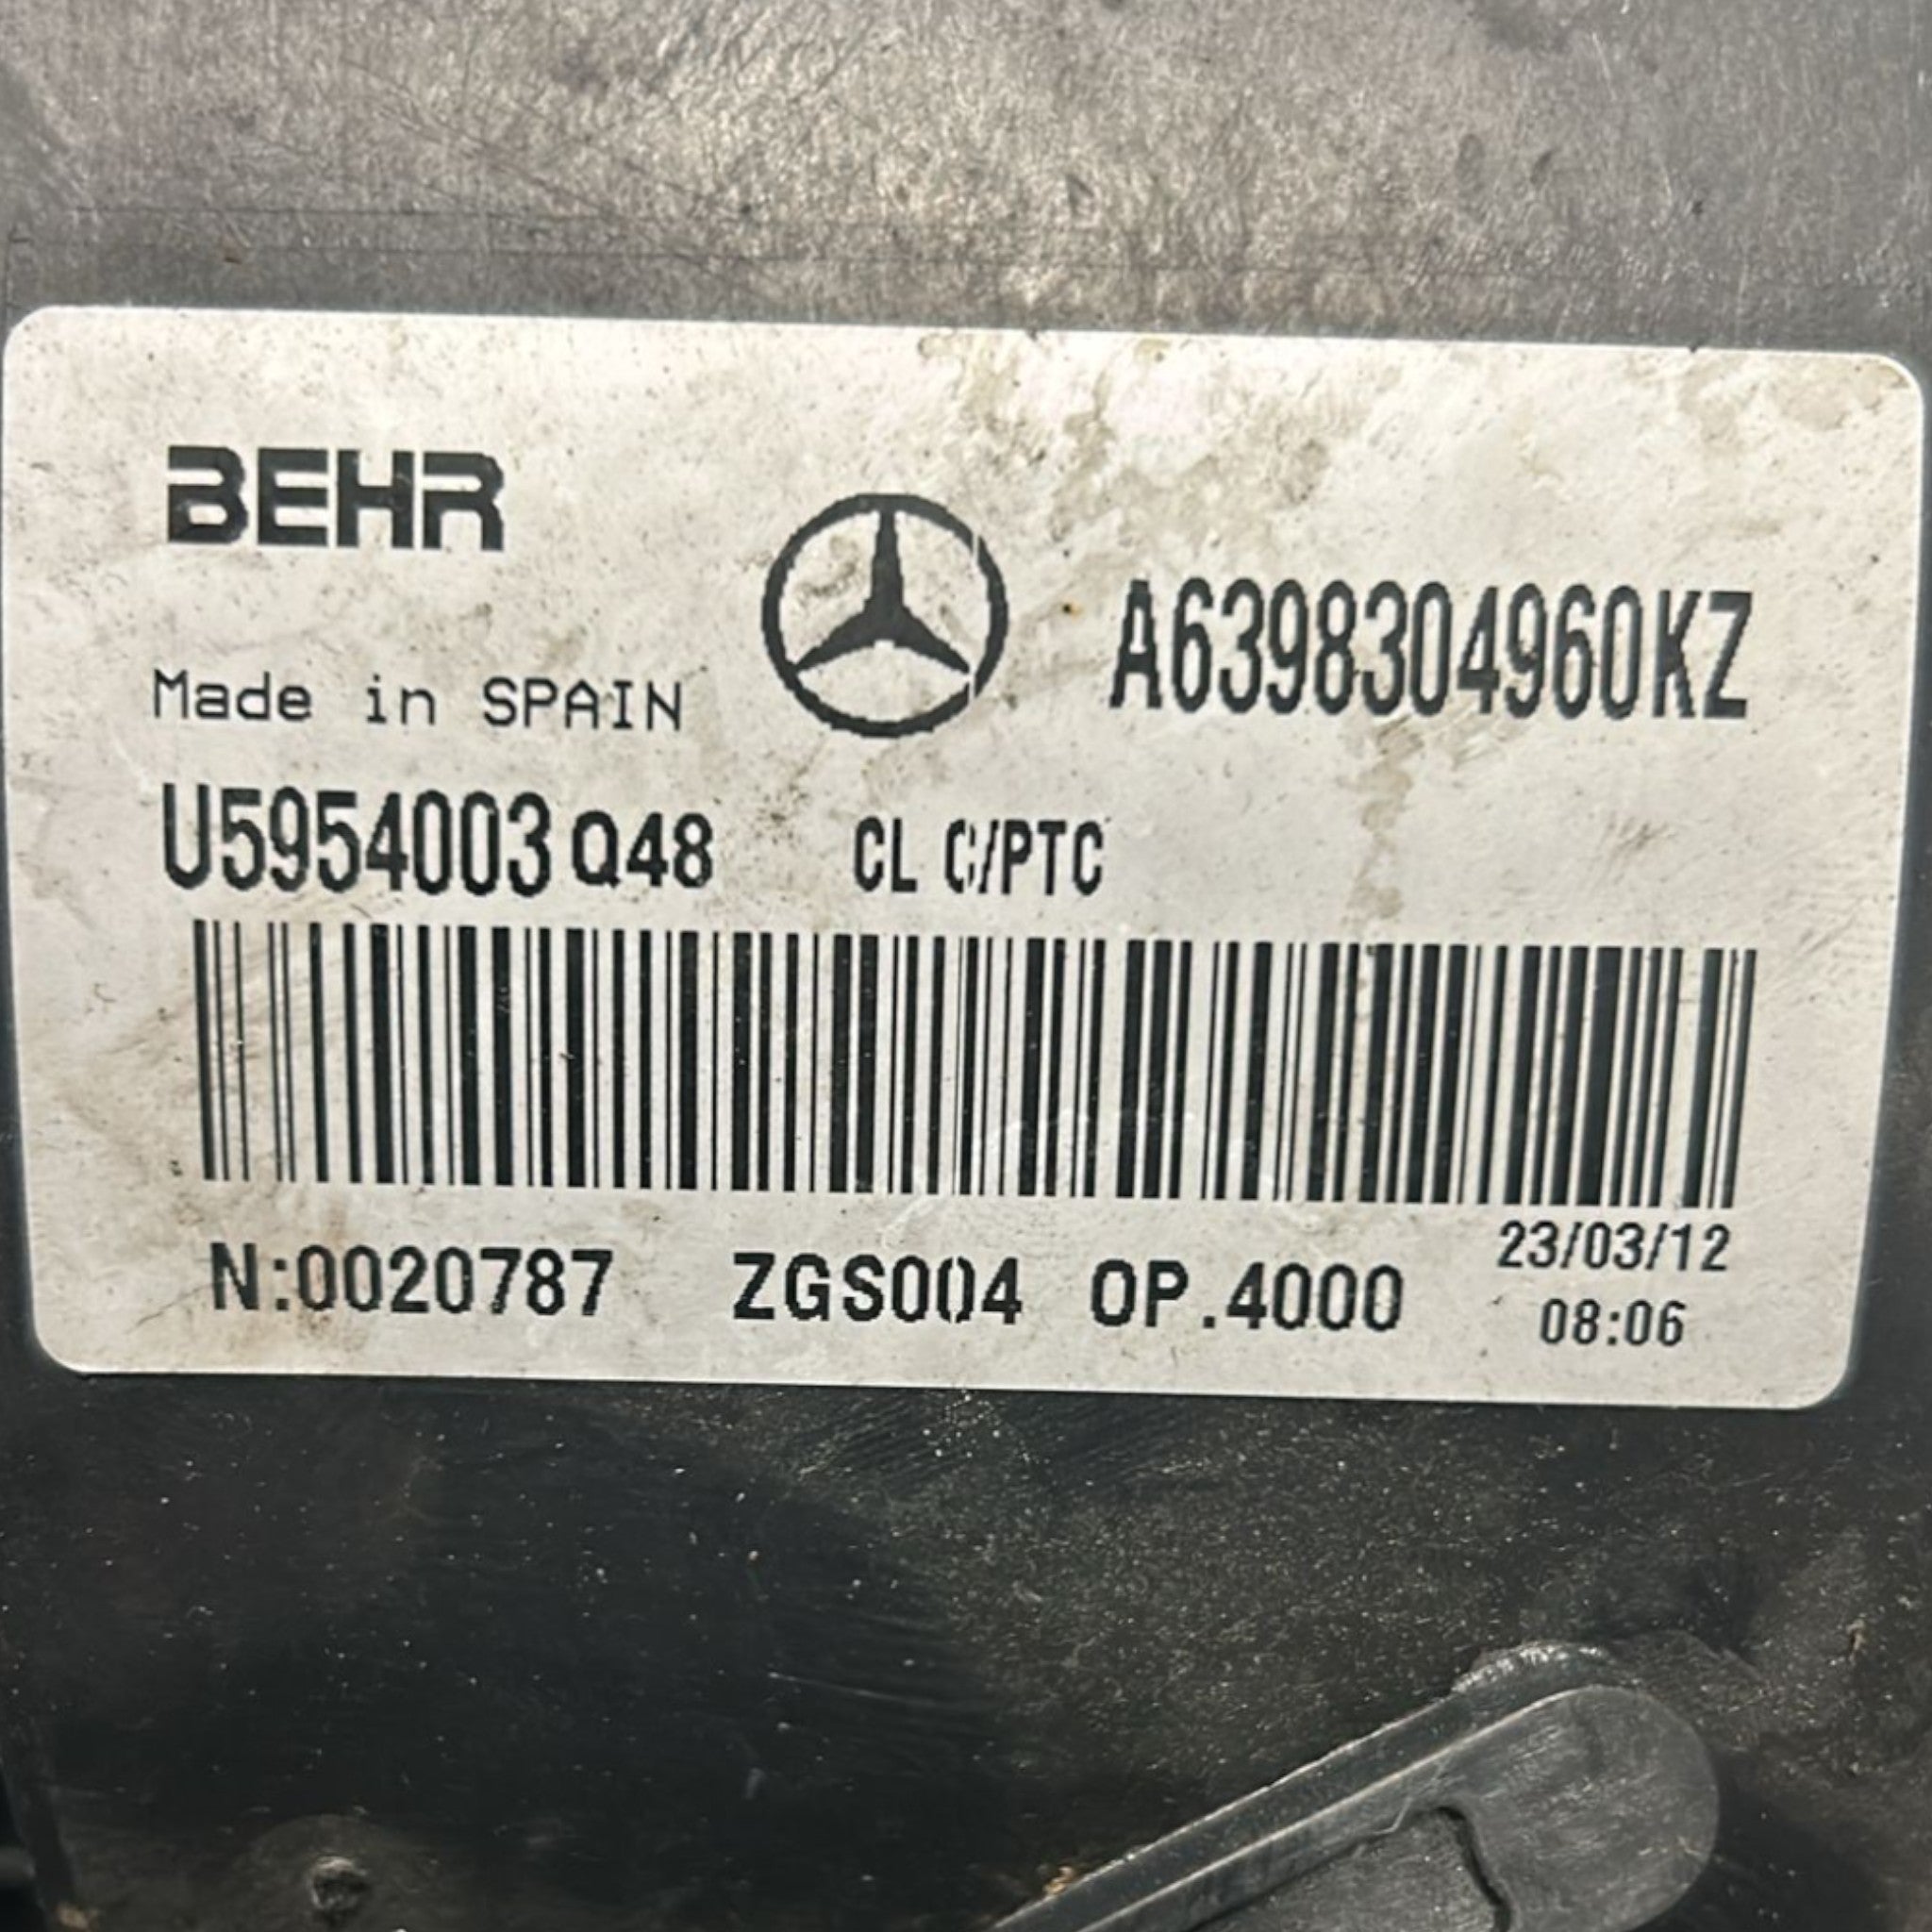 BEHR
A6398304960KZ
Made in SPAIN
U5954003 Q48 CL C/PTC
N:0020787 ZGS004 OP.4000 23/03/12
08:06